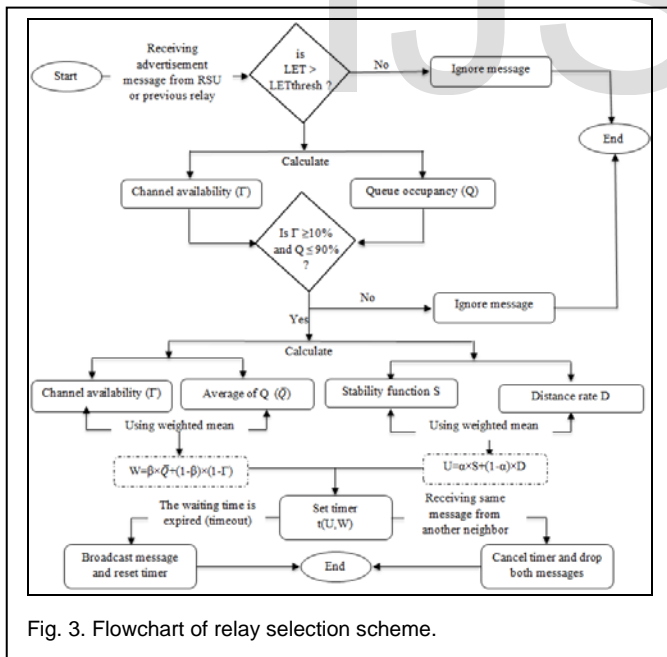 IJS
Start
Receiving
advertisement
message from RSU
or previous relay
is
LET >
LETthresh ?
No
Ignore message
End
Calculate
Channel availability (Γ)
Queue occupancy (Q)
Is Γ ≥10%
and Q ≤ 90%
?
No
Ignore message
Yes
Calculate
Channel availability (Γ)
Average of Q (Q̄)
Stability function S
Distance rate D
Using weighted mean
Using weighted mean
W=β×Q̄+(1-β)×(1-Γ)
U=α×S+(1-α)×D
The waiting time is
expired (timeout)
Set timer
t(U,W)
Receiving same
message from
another neighbor
Broadcast message
and reset timer
End
Cancel timer and drop
both messages
Fig. 3. Flowchart of relay selection scheme.